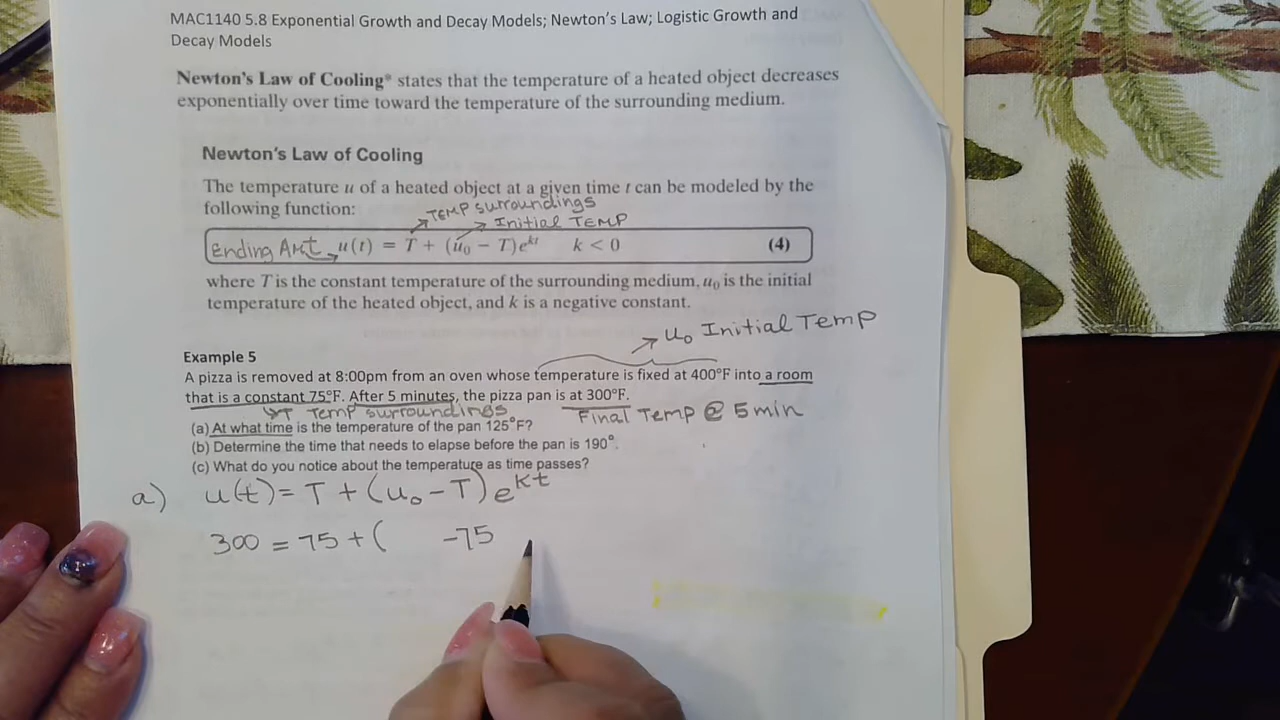 MAC1140 5.8 Exponential Growth and Decay Models; Newton's Law; Logistic Growth and
Decay Models
Newton's Law of Cooling* states that the temperature of a heated object decreases
exponentially over time toward the temperature of the surrounding medium.
Newton's Law of Cooling
The temperature u of a heated object at a given time t can be modeled by the
following function:
TEMP surroundings
Initial TEMP
Ending Amt u(t) = T + (u₀ − T)eᵏᵗ k < 0 (4)
where T is the constant temperature of the surrounding medium, u₀ is the initial
temperature of the heated object, and k is a negative constant.
u₀ Initial Temp
Example 5
A pizza is removed at 8:00pm from an oven whose temperature is fixed at 400°F into a room
that is a constant 75°F. After 5 minutes, the pizza pan is at 300°F.
T Temp surroundings Final Temp @ 5 min
(a) At what time is the temperature of the pan 125°F?
(b) Determine the time that needs to elapse before the pan is 190°.
(c) What do you notice about the temperature as time passes?
a) u(t) = T + (u₀ − T) eᴷᵗ
300 = 75 + ( −75